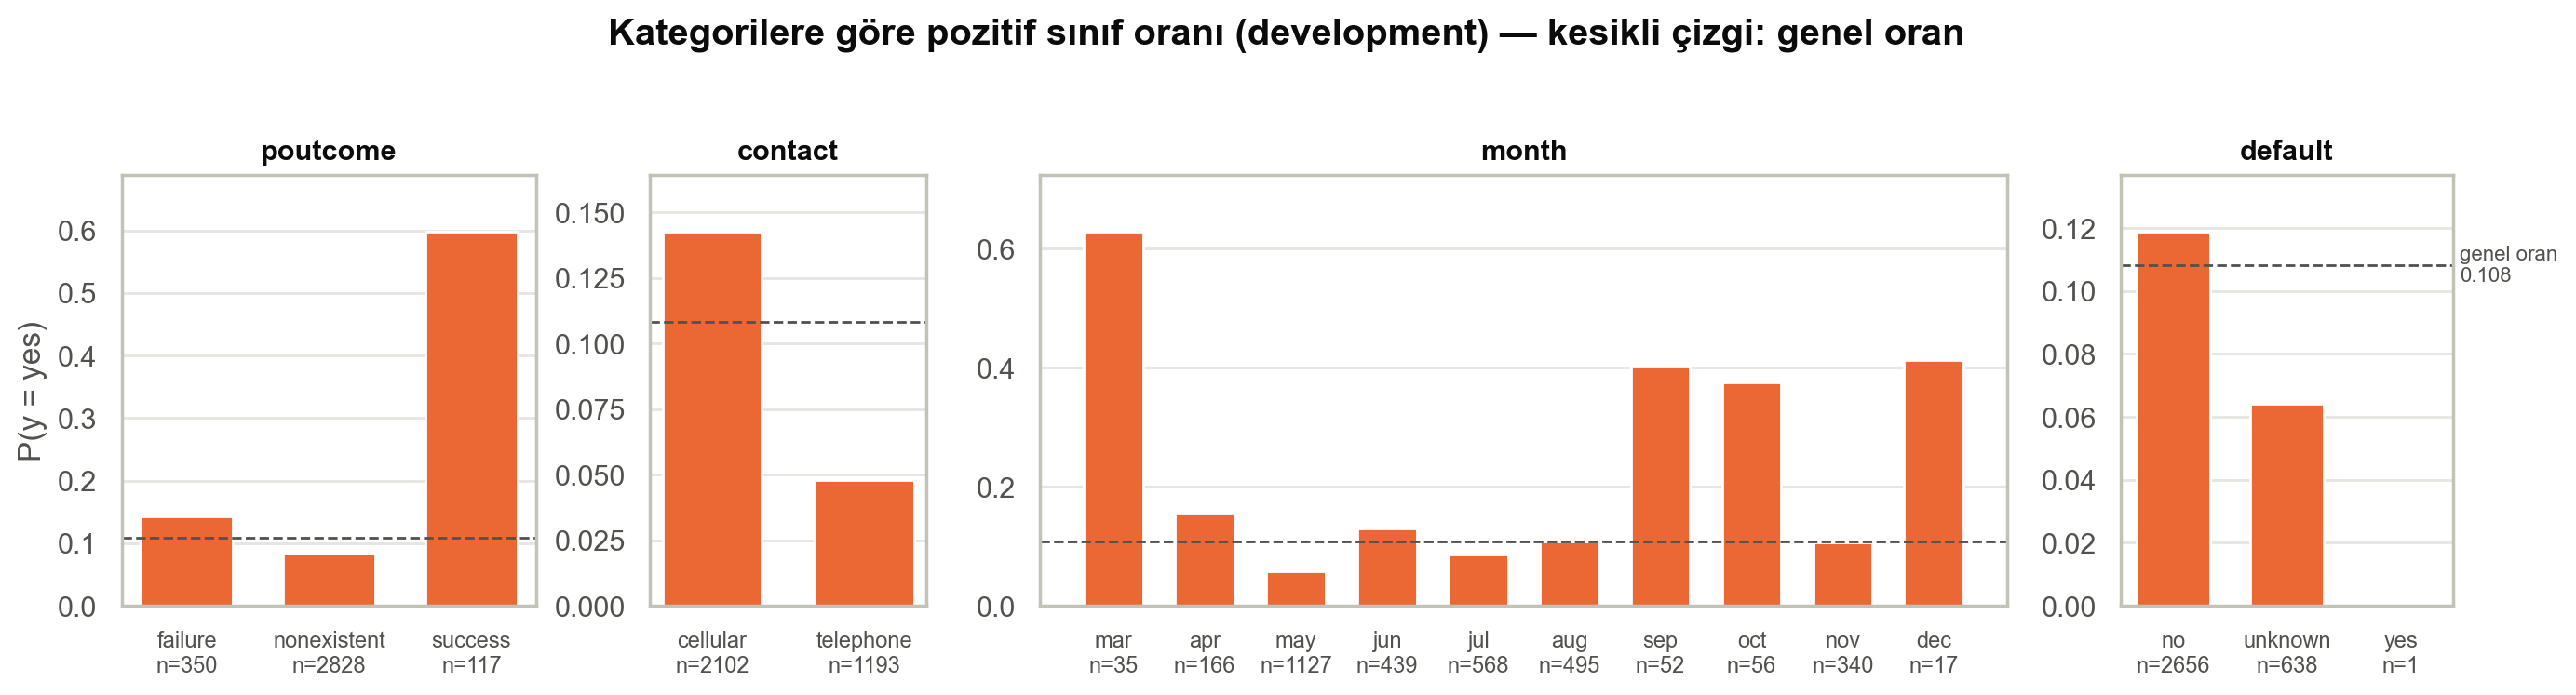 Kategorilere göre pozitif sınıf oranı (development) — kesikli çizgi: genel oran
poutcome
P(y = yes)
0.6
0.5
0.4
0.3
0.2
0.1
0.0
failure nonexistent success
n=350 n=2828 n=117
contact
0.150
0.125
0.100
0.075
0.050
0.025
0.000
cellular telephone
n=2102 n=1193
month
0.6
0.4
0.2
0.0
mar apr may jun jul aug sep oct nov dec
n=35 n=166 n=1127 n=439 n=568 n=495 n=52 n=56 n=340 n=17
default
0.12
0.10
0.08
0.06
0.04
0.02
0.00
genel oran
0.108
no unknown yes
n=2656 n=638 n=1